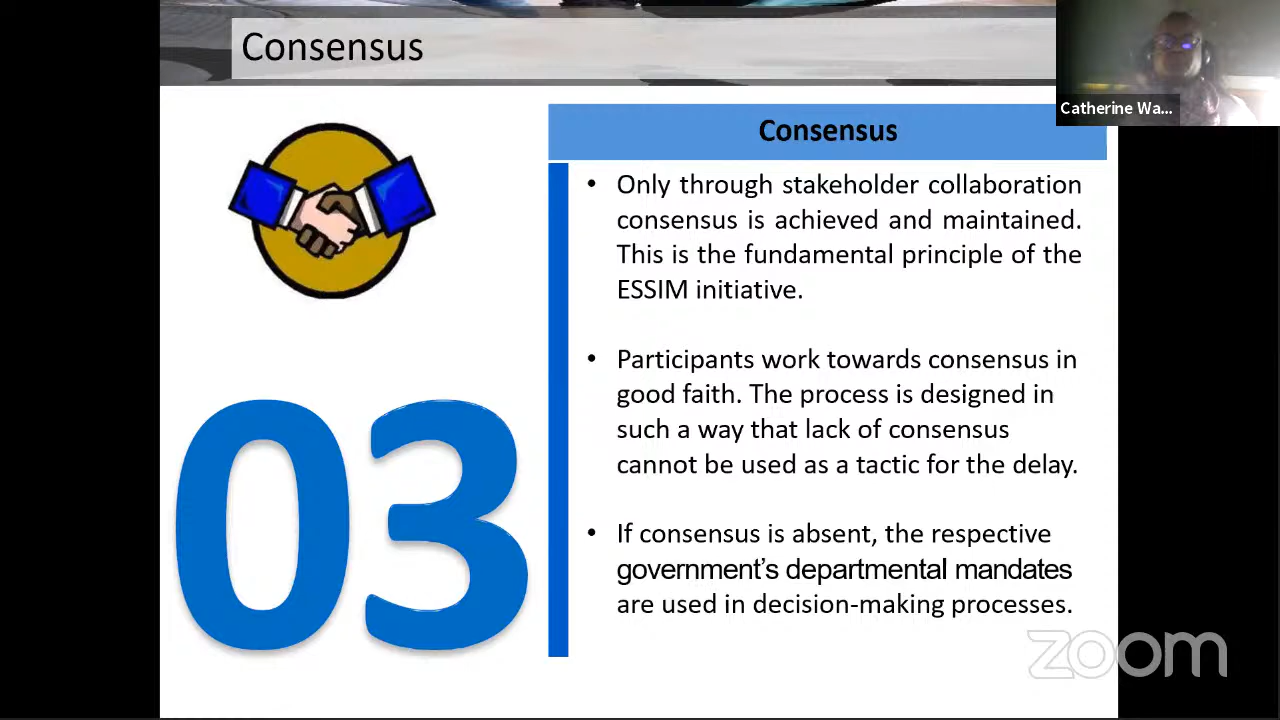 Consensus
Catherine Wa...
Consensus
• Only through stakeholder collaboration
consensus is achieved and maintained.
This is the fundamental principle of the
ESSIM initiative.
• Participants work towards consensus in
good faith. The process is designed in
such a way that lack of consensus
cannot be used as a tactic for the delay.
• If consensus is absent, the respective
government's departmental mandates
are used in decision-making processes.
03
zoom